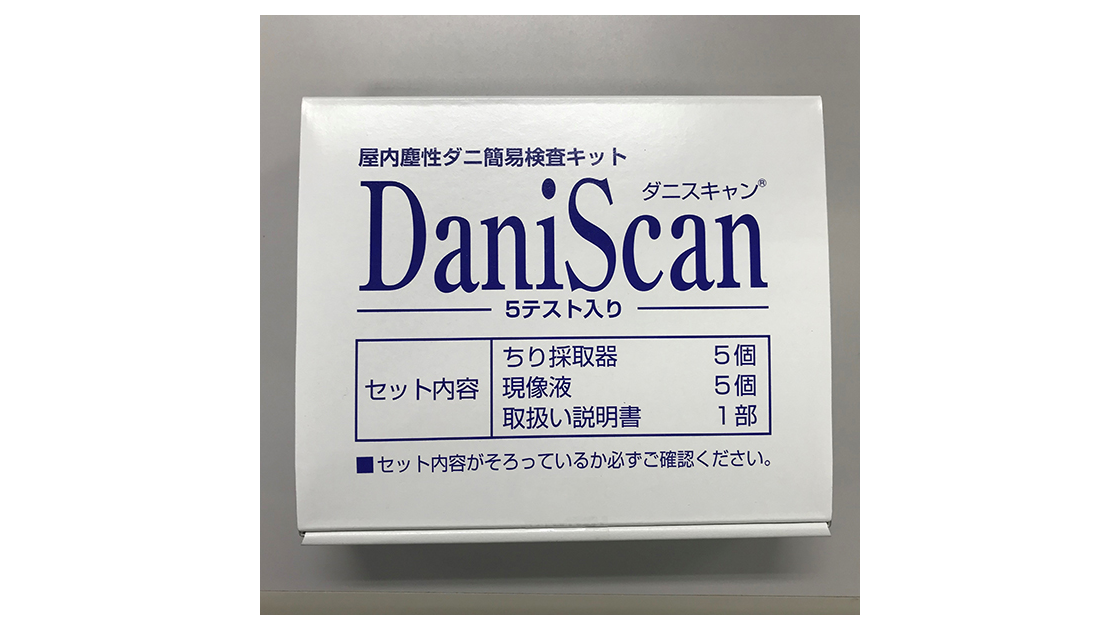 屋内塵性ダニ簡易検査キット
ダニスキャン®
DaniScan
5テスト入り
セット内容
ちり採取器 5個
現像液 5個
取扱い説明書 1部
■セット内容がそろっているか必ずご確認ください。